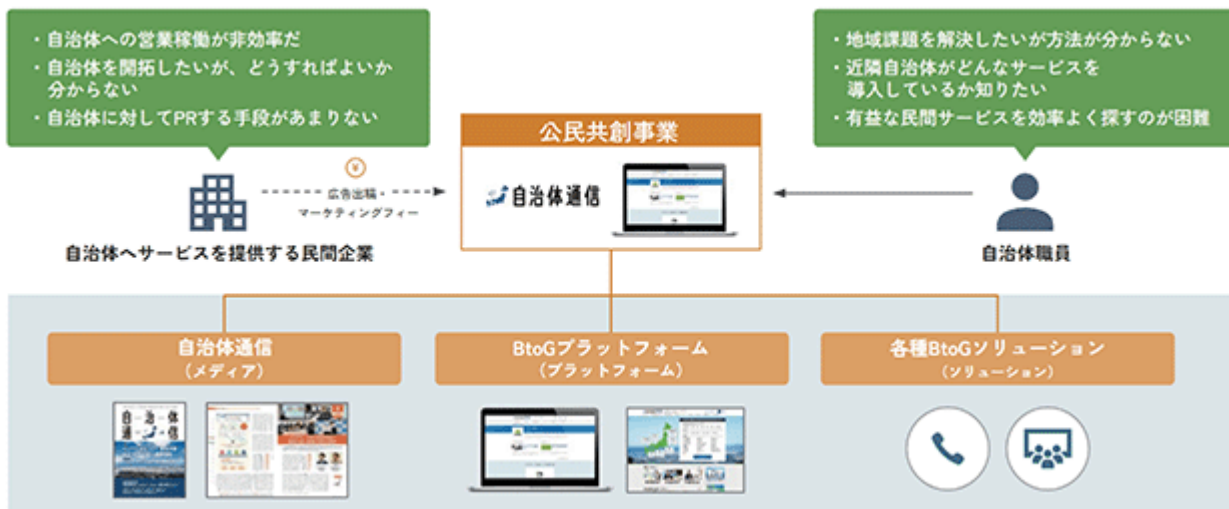 ・自治体への営業稼働が非効率だ
・自治体を開拓したいが、どうすればよいか
分からない
・自治体に対してPRする手段があまりない
・地域課題を解決したいが方法が分からない
・近隣自治体がどんなサービスを
導入しているか知りたい
・有益な民間サービスを効率よく探すのが困難
公民共創事業
自治体通信
¥
広告出稿・
マーケティングフィー
自治体へサービスを提供する民間企業
自治体職員
自治体通信
（メディア）
BtoGプラットフォーム
（プラットフォーム）
各種BtoGソリューション
（ソリューション）
自治体
通信